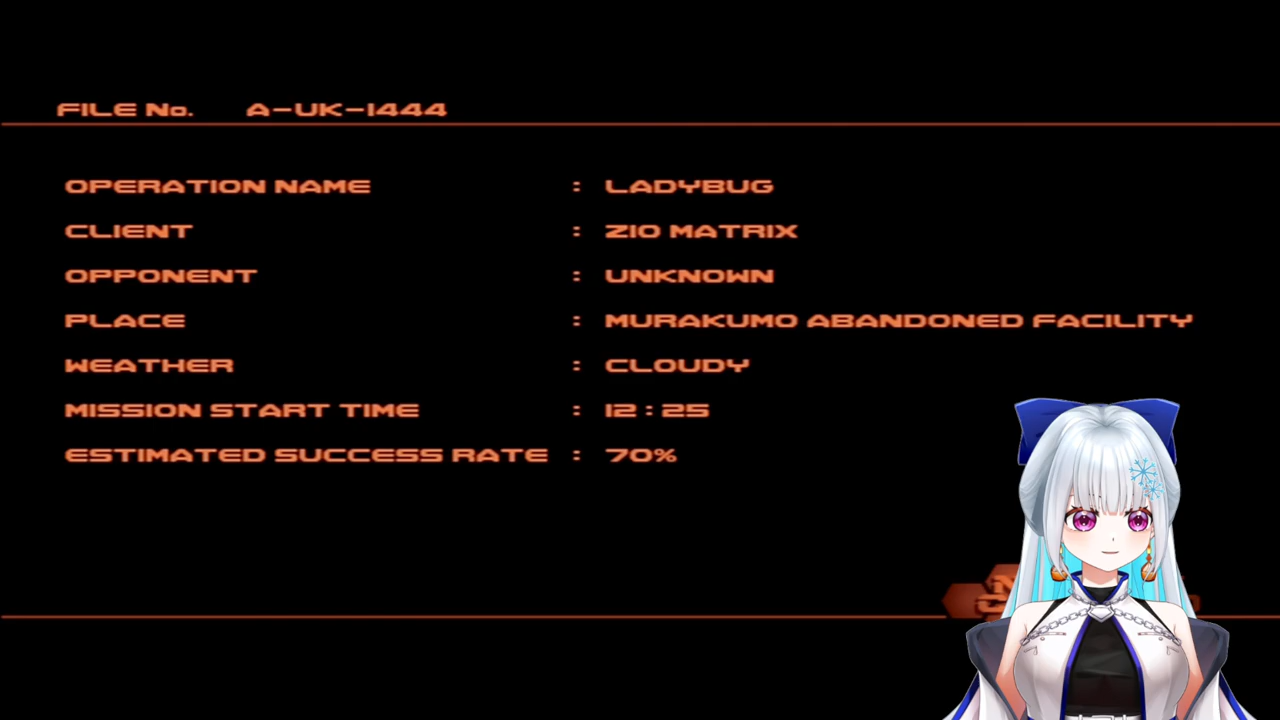 FILE No. A-UK-1444
OPERATION NAME : LADYBUG
CLIENT : ZIO MATRIX
OPPONENT : UNKNOWN
PLACE : MURAKUMO ABANDONED FACILITY
WEATHER : CLOUDY
MISSION START TIME : 12:25
ESTIMATED SUCCESS RATE : 70%